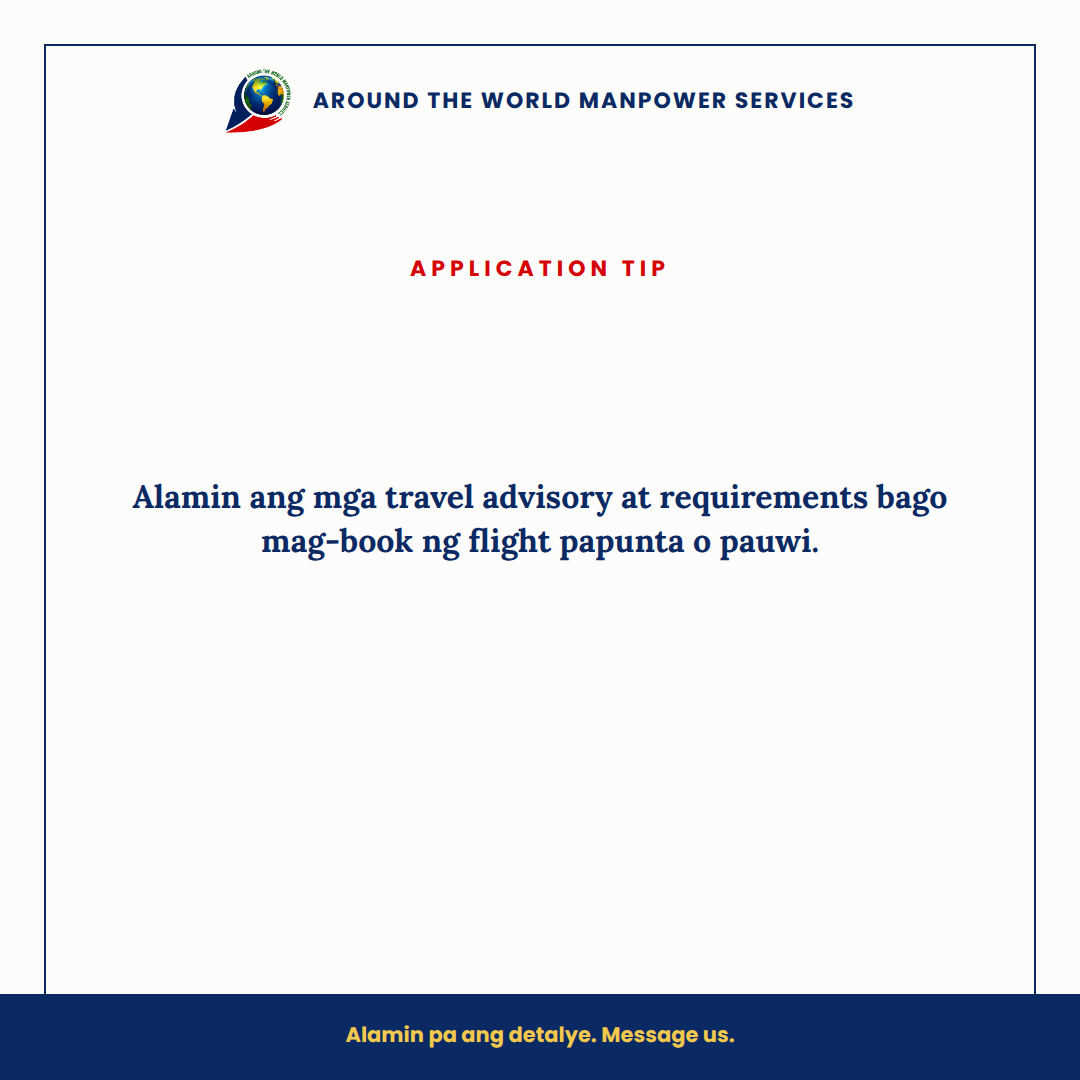 AROUND THE WORLD MANPOWER SERVICES
APPLICATION TIP
Alamin ang mga travel advisory at requirements bago
mag-book ng flight papunta o pauwi.
Alamin pa ang detalye. Message us.